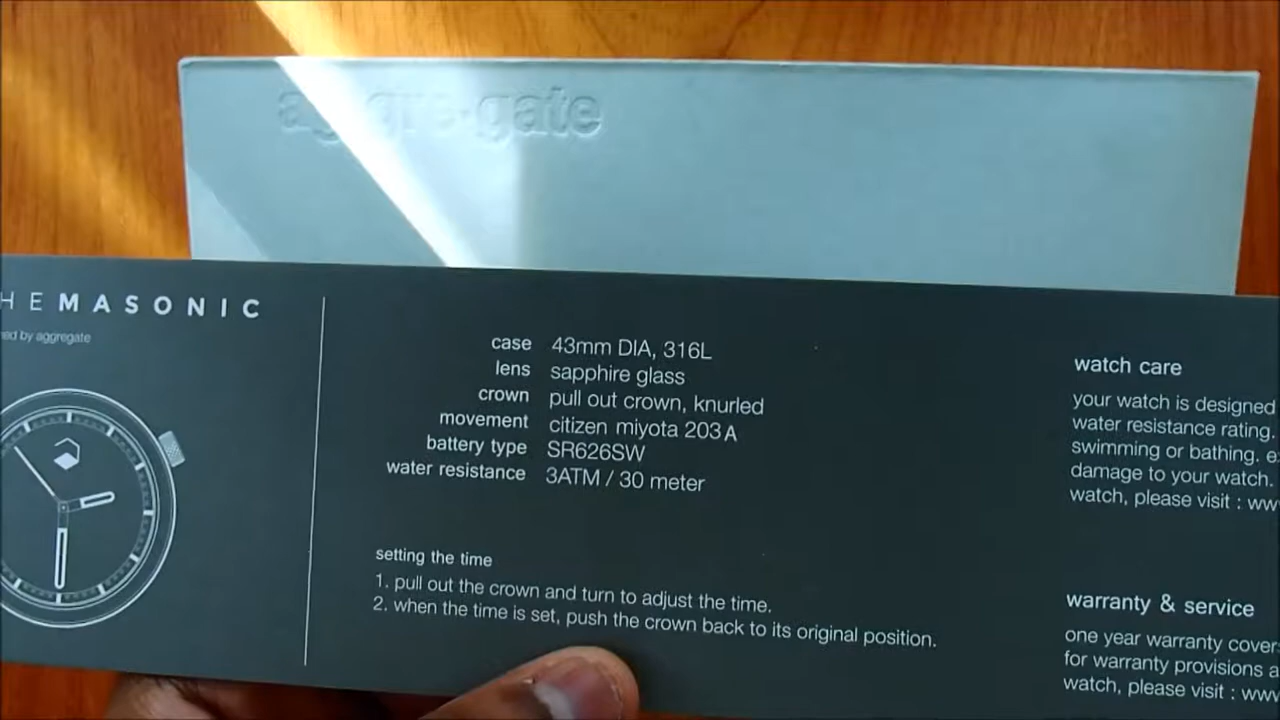 aggre·gate
HEMASONIC
ned by aggregate
case 43mm DIA, 316L
lens sapphire glass
crown pull out crown, knurled
movement citizen miyota 203A
battery type SR626SW
water resistance 3ATM / 30 meter
setting the time
1. pull out the crown and turn to adjust the time.
2. when the time is set, push the crown back to its original position.
watch care
your watch is designed
water resistance rating.
swimming or bathing. e
damage to your watch.
watch, please visit : ww
warranty & service
one year warranty cover
for warranty provisions a
watch, please visit : ww